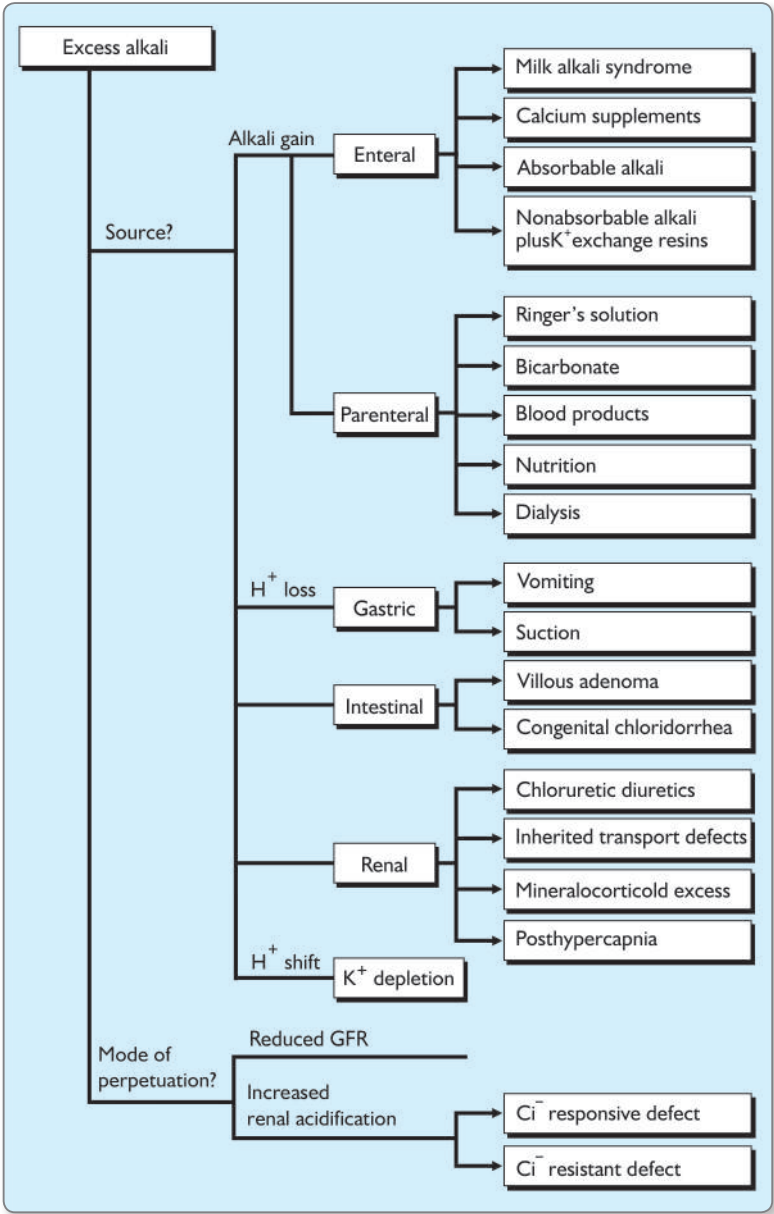 Excess alkali
Source?
Alkali gain
Enteral
Milk alkali syndrome
Calcium supplements
Absorbable alkali
Nonabsorbable alkali
plusK⁺exchange resins
Parenteral
Ringer's solution
Bicarbonate
Blood products
Nutrition
Dialysis
H⁺ loss
Gastric
Vomiting
Suction
Intestinal
Villous adenoma
Congenital chloridorrhea
Renal
Chloruretic diuretics
Inherited transport defects
Mineralocorticold excess
Posthypercapnia
H⁺ shift
K⁺ depletion
Mode of
perpetuation?
Reduced GFR
Increased
renal acidification
Ci⁻ responsive defect
Ci⁻ resistant defect